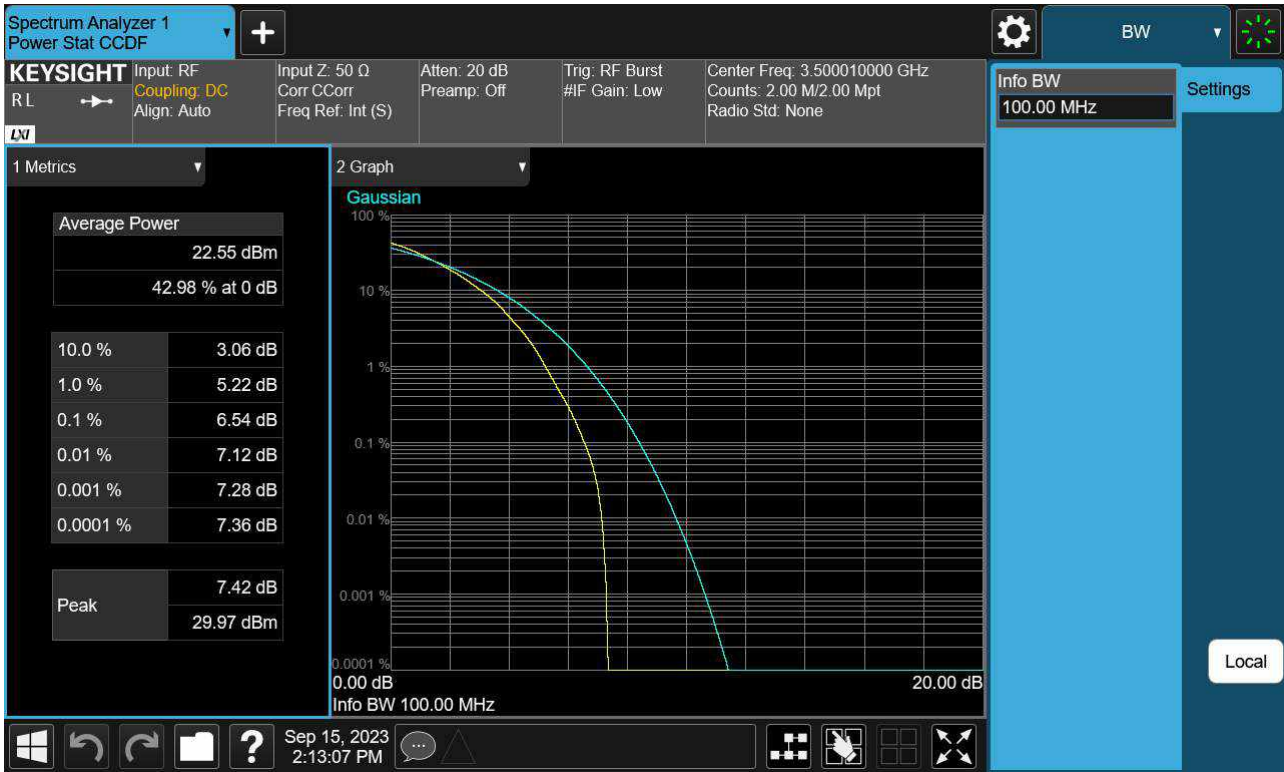 Spectrum Analyzer 1
Power Stat CCDF
+
BW
KEYSIGHT
RL
LXI
Input: RF
Coupling: DC
Align: Auto
Input Z: 50 Ω
Corr CCorr
Freq Ref: Int (S)
Atten: 20 dB
Preamp: Off
Trig: RF Burst
#IF Gain: Low
Center Freq: 3.500010000 GHz
Counts: 2.00 M/2.00 Mpt
Radio Std: None
Info BW
100.00 MHz
Settings
1 Metrics
Average Power
22.55 dBm
42.98 % at 0 dB
10.0 % 3.06 dB
1.0 % 5.22 dB
0.1 % 6.54 dB
0.01 % 7.12 dB
0.001 % 7.28 dB
0.0001 % 7.36 dB
Peak
7.42 dB
29.97 dBm
2 Graph
Gaussian
100 %
10 %
1 %
0.1 %
0.01 %
0.001 %
0.0001 %
0.00 dB 20.00 dB
Info BW 100.00 MHz
Local
?
Sep 15, 2023
2:13:07 PM